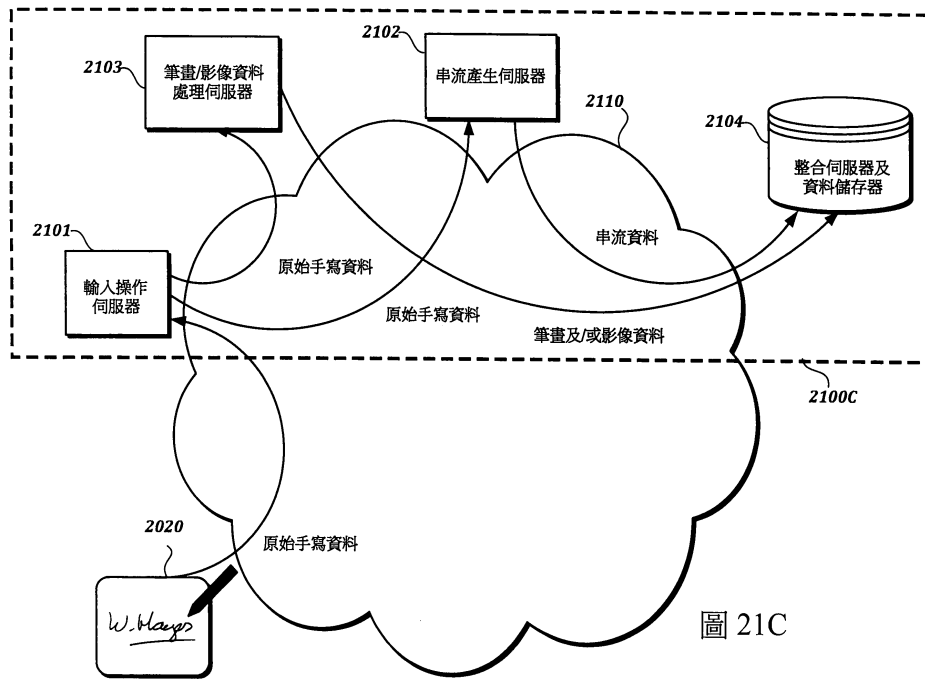 2102
2103
筆畫/影像資料
處理伺服器
串流產生伺服器
2110
2104
整合伺服器及
資料儲存器
2101
輸入操作
伺服器
串流資料
原始手寫資料
原始手寫資料
筆畫及/或影像資料
2100C
2020
原始手寫資料
W. Hayes
圖 21C